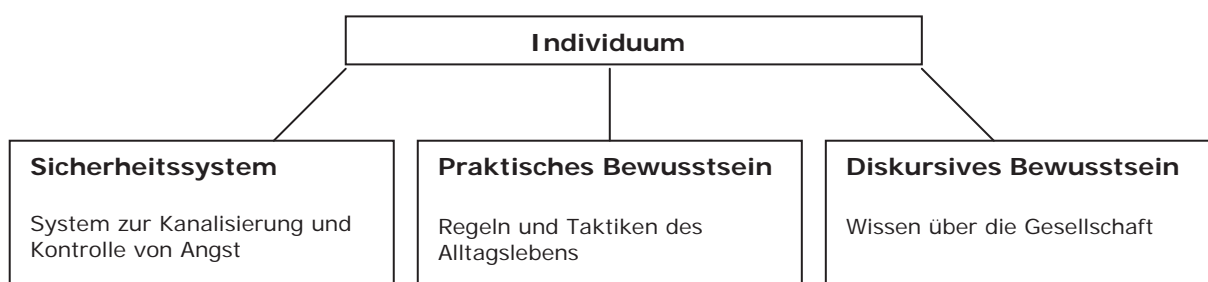 Individuum
Sicherheitssystem
System zur Kanalisierung und
Kontrolle von Angst
Praktisches Bewusstsein
Regeln und Taktiken des
Alltagslebens
Diskursives Bewusstsein
Wissen über die Gesellschaft